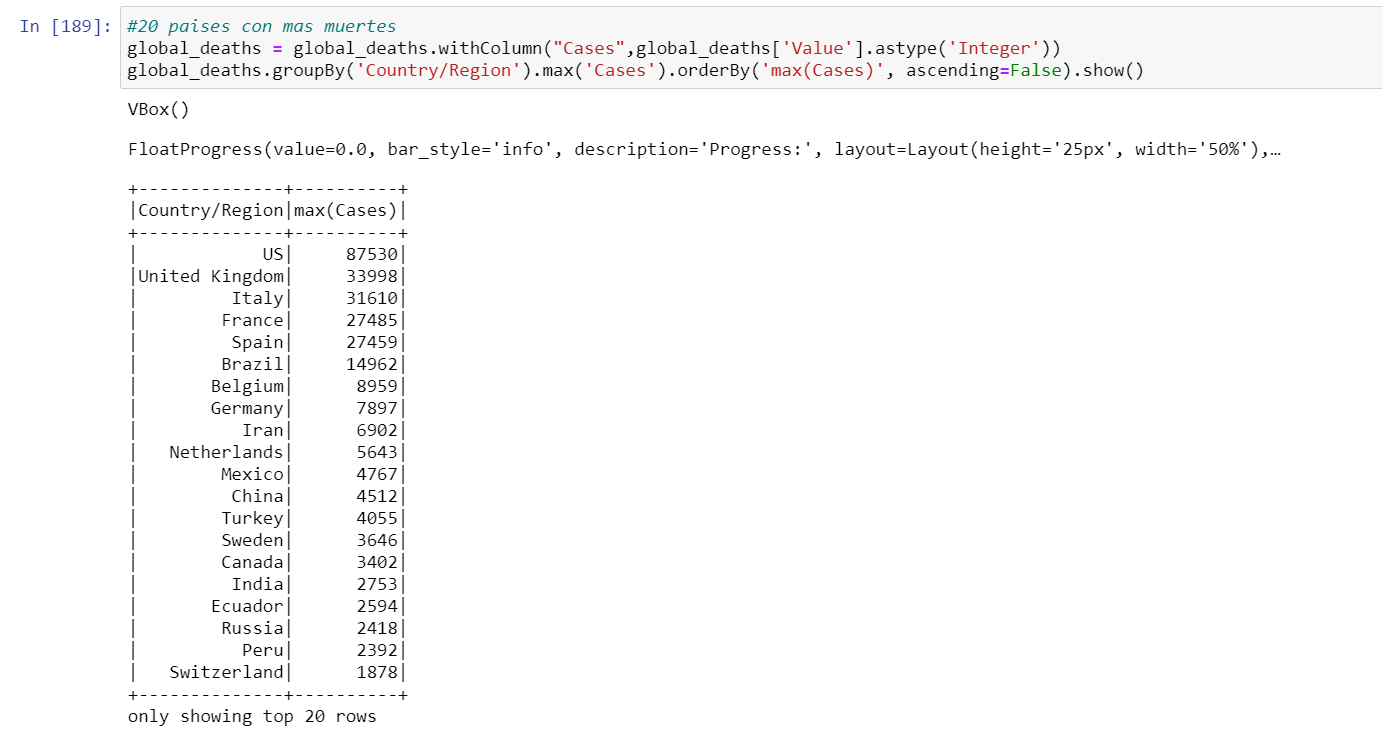 In [189]: #20 paises con mas muertes
global_deaths = global_deaths.withColumn("Cases",global_deaths['Value'].astype('Integer'))
global_deaths.groupBy('Country/Region').max('Cases').orderBy('max(Cases)', ascending=False).show()
VBox()
FloatProgress(value=0.0, bar_style='info', description='Progress:', layout=Layout(height='25px', width='50%'),…
+--------------+----------+
|Country/Region|max(Cases)|
+--------------+----------+
|            US|     87530|
|United Kingdom|     33998|
|         Italy|     31610|
|        France|     27485|
|         Spain|     27459|
|        Brazil|     14962|
|       Belgium|      8959|
|       Germany|      7897|
|          Iran|      6902|
|   Netherlands|      5643|
|        Mexico|      4767|
|         China|      4512|
|        Turkey|      4055|
|        Sweden|      3646|
|        Canada|      3402|
|         India|      2753|
|       Ecuador|      2594|
|        Russia|      2418|
|          Peru|      2392|
|   Switzerland|      1878|
+--------------+----------+
only showing top 20 rows